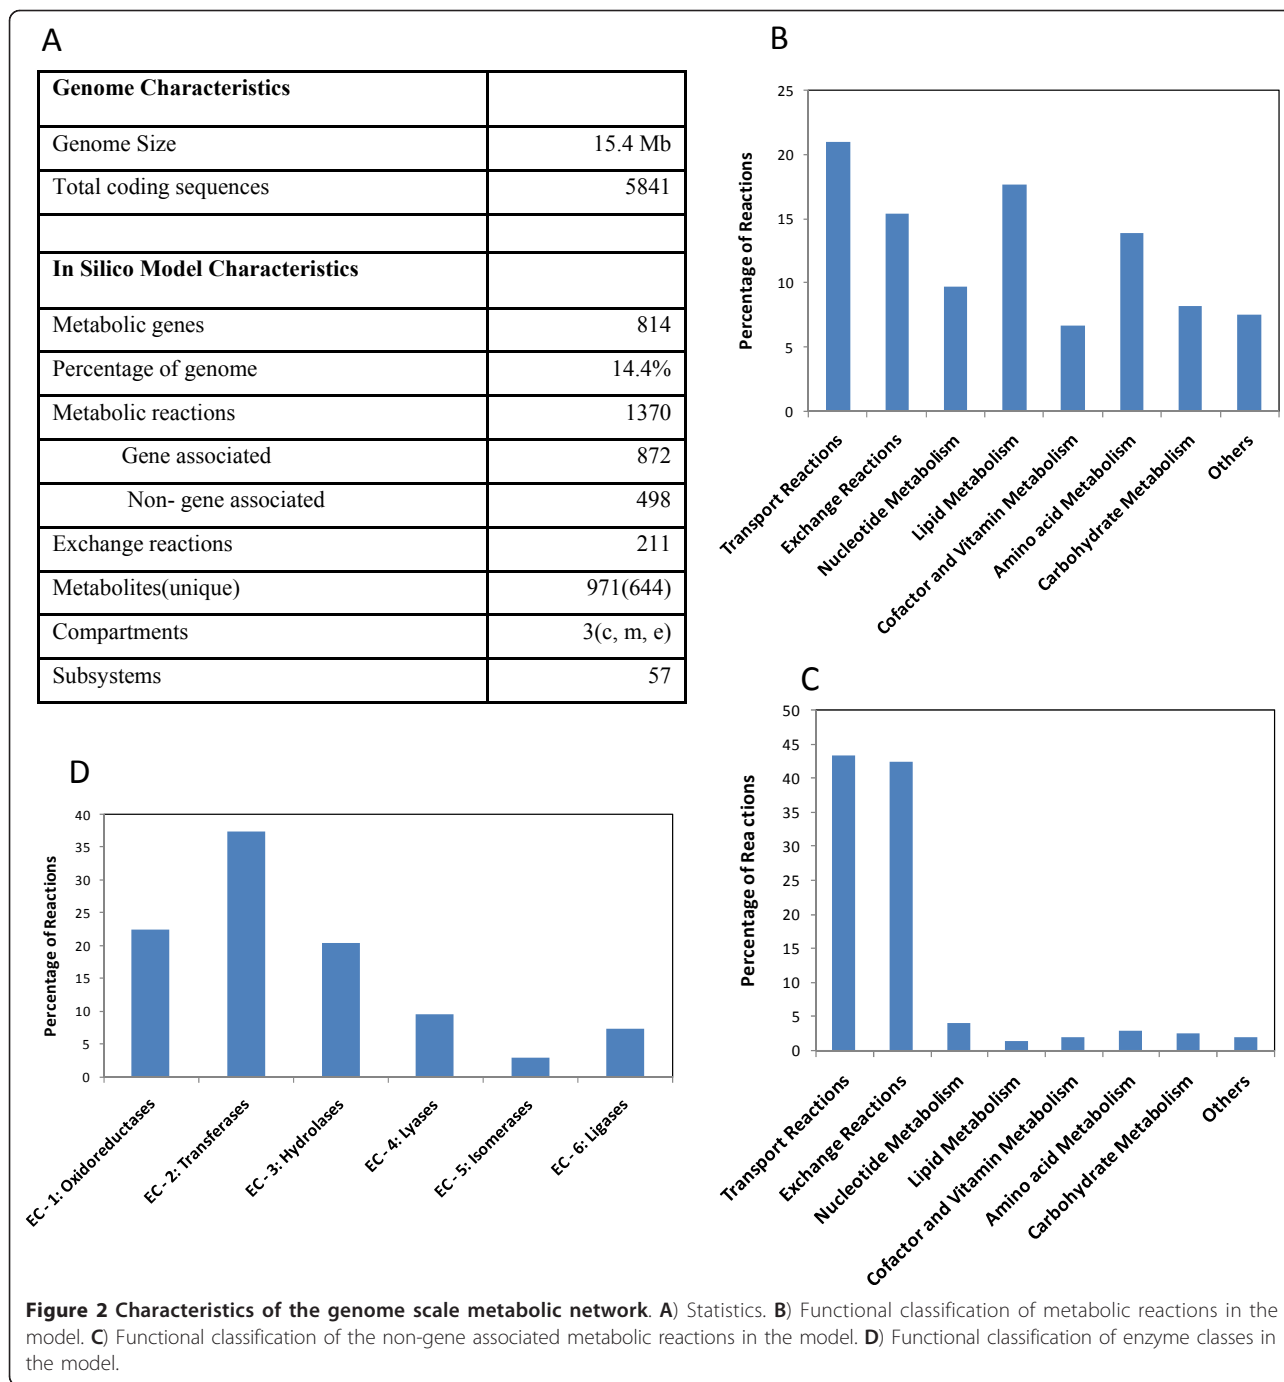 A
Genome Characteristics
Genome Size 15.4 Mb
Total coding sequences 5841
In Silico Model Characteristics
Metabolic genes 814
Percentage of genome 14.4%
Metabolic reactions 1370
Gene associated 872
Non- gene associated 498
Exchange reactions 211
Metabolites(unique) 971(644)
Compartments 3(c, m, e)
Subsystems 57
B
Percentage of Reactions
25
20
15
10
5
0
Transport Reactions
Exchange Reactions
Nucleotide Metabolism
Lipid Metabolism
Cofactor and Vitamin Metabolism
Amino acid Metabolism
Carbohydrate Metabolism
Others
C
Percentage of Rea ctions
50
45
40
35
30
25
20
15
10
5
0
Transport Reactions
Exchange Reactions
Nucleotide Metabolism
Lipid Metabolism
Cofactor and Vitamin Metabolism
Amino acid Metabolism
Carbohydrate Metabolism
Others
D
Percentage of Reactions
40
35
30
25
20
15
10
5
0
EC - 1: Oxidoreductases
EC - 2: Transferases
EC - 3: Hydrolases
EC - 4: Lyases
EC - 5: Isomerases
EC - 6: Ligases
Figure 2 Characteristics of the genome scale metabolic network. A) Statistics. B) Functional classification of metabolic reactions in the
model. C) Functional classification of the non-gene associated metabolic reactions in the model. D) Functional classification of enzyme classes in
the model.